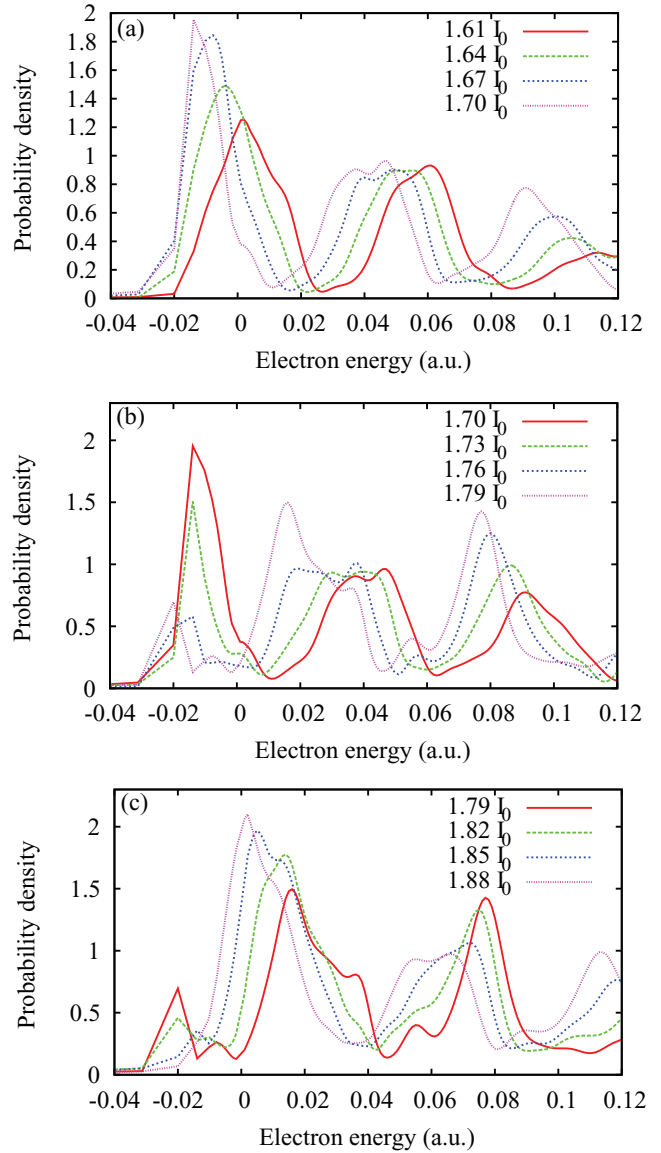 (a)
1.61 I0
1.64 I0
1.67 I0
1.70 I0
2
1.8
1.6
1.4
1.2
1
0.8
0.6
0.4
0.2
0
Probability density
-0.04 -0.02 0 0.02 0.04 0.06 0.08 0.1 0.12
Electron energy (a.u.)
(b)
1.70 I0
1.73 I0
1.76 I0
1.79 I0
2
1.5
1
0.5
0
Probability density
-0.04 -0.02 0 0.02 0.04 0.06 0.08 0.1 0.12
Electron energy (a.u.)
(c)
1.79 I0
1.82 I0
1.85 I0
1.88 I0
2
1.5
1
0.5
0
Probability density
-0.04 -0.02 0 0.02 0.04 0.06 0.08 0.1 0.12
Electron energy (a.u.)